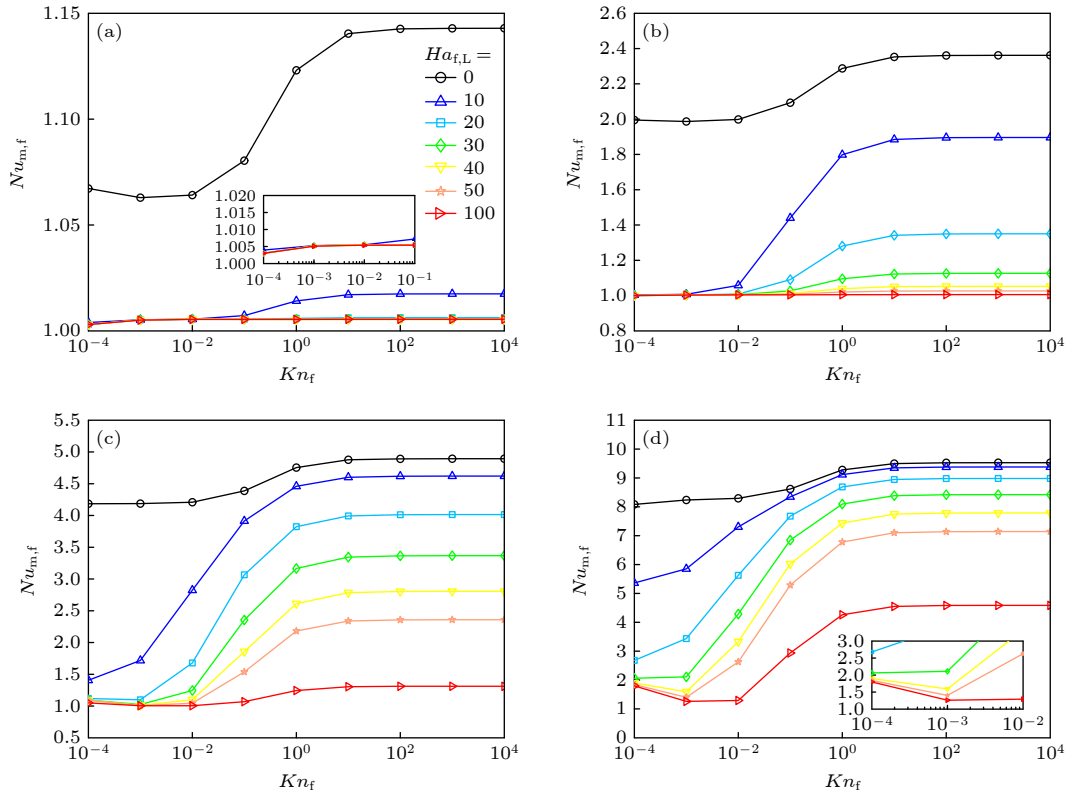 (a)
1.15
1.10
1.05
1.00
Nu_m,f
Ha_f,L =
0
10
20
30
40
50
100
1.020
1.015
1.010
1.005
1.000
10^-4 10^-3 10^-2 10^-1
10^-4 10^-2 10^0 10^2 10^4
Kn_f
(b)
2.6
2.4
2.2
2.0
1.8
1.6
1.4
1.2
1.0
0.8
Nu_m,f
10^-4 10^-2 10^0 10^2 10^4
Kn_f
(c)
5.5
5.0
4.5
4.0
3.5
3.0
2.5
2.0
1.5
1.0
0.5
Nu_m,f
10^-4 10^-2 10^0 10^2 10^4
Kn_f
(d)
11
10
9
8
7
6
5
4
3
2
1
0
Nu_m,f
3.0
2.5
2.0
1.5
1.0
10^-4 10^-3 10^-2
10^-4 10^-2 10^0 10^2 10^4
Kn_f